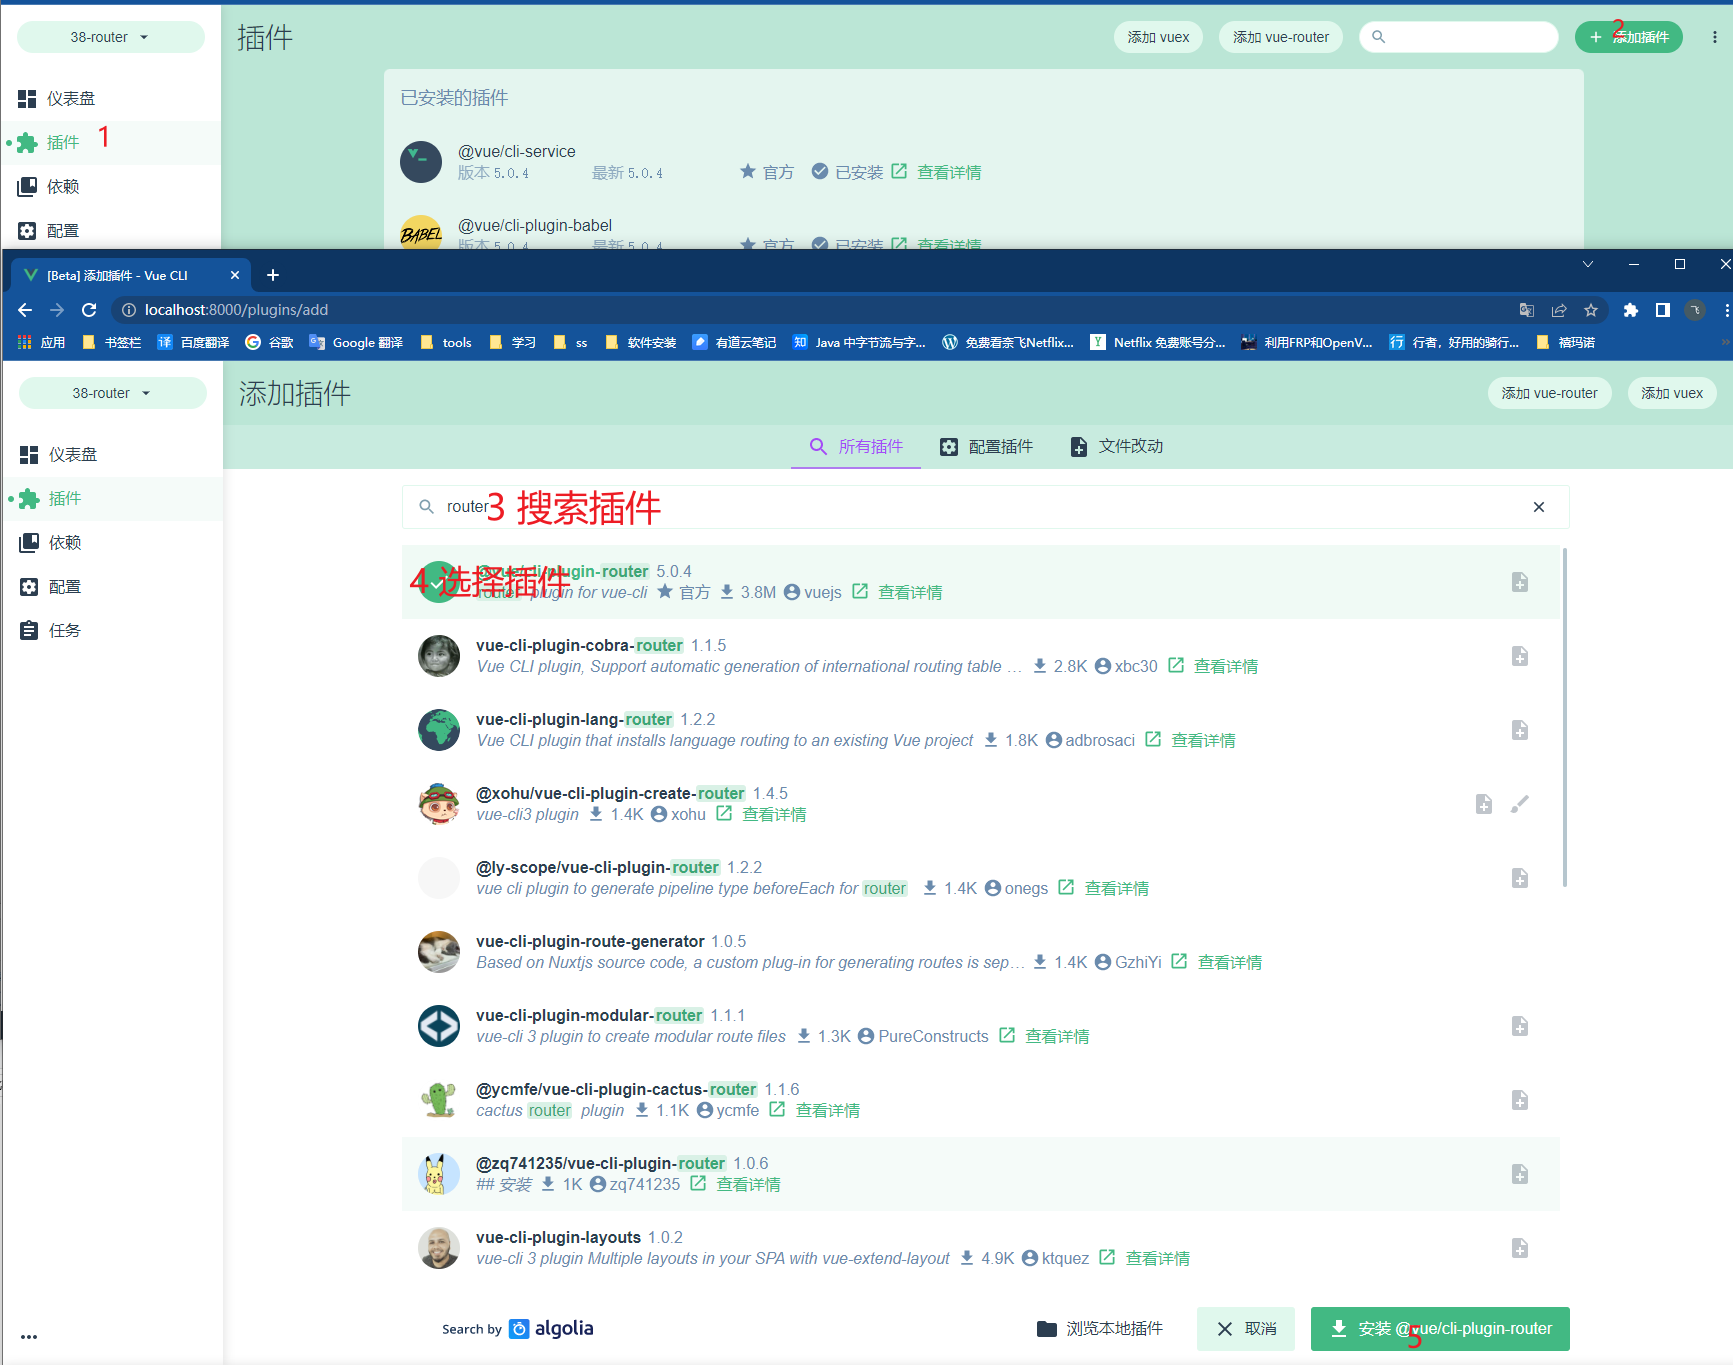 38-router
插件
添加 vuex
添加 vue-router
2
添加插件
仪表盘
插件 1
依赖
配置
已安装的插件
@vue/cli-service
版本 5.0.4 最新 5.0.4 官方 已安装 查看详情
BABEL
@vue/cli-plugin-babel
版本 5.0.4 最新 5.0.4 官方 已安装 查看详情
[Beta] 添加插件 - Vue CLI
localhost:8000/plugins/add
应用 书签栏 译 百度翻译 谷歌 Google 翻译 tools 学习 ss 软件安装 有道云笔记 知 Java 中字节流与字... 免费看奈飞Netflix... Y Netflix 免费账号分... 利用FRP和OpenV... 行 行者，好用的骑行... 禧玛诺
38-router
添加插件
添加 vue-router
添加 vuex
仪表盘
插件
依赖
配置
任务
所有插件 配置插件 文件改动
router
3 搜索插件
4 选择插件
@vue/cli-plugin-router 5.0.4
router plugin for vue-cli 官方 3.8M vuejs 查看详情
vue-cli-plugin-cobra-router 1.1.5
Vue CLI plugin, Support automatic generation of international routing table … 2.8K xbc30 查看详情
vue-cli-plugin-lang-router 1.2.2
Vue CLI plugin that installs language routing to an existing Vue project 1.8K adbrosaci 查看详情
@xohu/vue-cli-plugin-create-router 1.4.5
vue-cli3 plugin 1.4K xohu 查看详情
@ly-scope/vue-cli-plugin-router 1.2.2
vue cli plugin to generate pipeline type beforeEach for router 1.4K onegs 查看详情
vue-cli-plugin-route-generator 1.0.5
Based on Nuxtjs source code, a custom plug-in for generating routes is sep… 1.4K GzhiYi 查看详情
vue-cli-plugin-modular-router 1.1.1
vue-cli 3 plugin to create modular route files 1.3K PureConstructs 查看详情
@ycmfe/vue-cli-plugin-cactus-router 1.1.6
cactus router plugin 1.1K ycmfe 查看详情
@zq741235/vue-cli-plugin-router 1.0.6
## 安装 1K zq741235 查看详情
vue-cli-plugin-layouts 1.0.2
vue-cli 3 plugin Multiple layouts in your SPA with vue-extend-layout 4.9K ktquez 查看详情
Search by algolia
浏览本地插件
取消
安装 @vue/cli-plugin-router
5